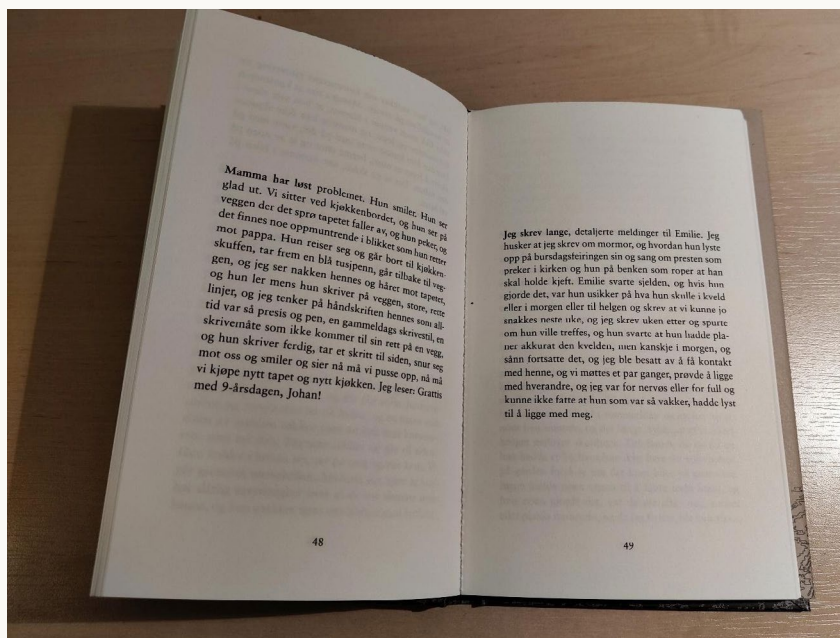 Mamma har løst problemet. Hun smiler. Hun ser
glad ut. Vi sitter ved kjøkkenbordet, og hun ser på
veggen der det sprø tapetet faller av, og hun peker, og
det finnes noe oppmuntrende i blikket som hun retter
mot pappa. Hun reiser seg og går bort til kjøkken-
skuffen, tar frem en blå tusjpenn, går tilbake til veg-
gen, og jeg ser nakken hennes og håret mot tapetet,
og hun ler mens hun skriver på veggen, store, rette
linjer, og jeg tenker på håndskriften hennes som all-
tid var så presis og pen, en gammeldags skrivestil, en
skrivemåte som ikke kommer til sin rett på en vegg,
og hun skriver ferdig, tar et skritt til siden, snur seg
mot oss og smiler og sier nå må vi pusse opp, nå må
vi kjøpe nytt tapet og nytt kjøkken. Jeg leser: Grattis
med 9-årsdagen, Johan!
48
Jeg skrev lange, detaljerte meldinger til Emilie. Jeg
husker at jeg skrev om mormor, og hvordan hun lyste
opp på bursdagsfeiringen sin og sang om presten som
preker i kirken og hun på benken som roper at han
skal holde kjeft. Emilie svarte sjelden, og hvis hun
gjorde det, var hun usikker på hva hun skulle i kveld
eller i morgen eller til helgen og skrev at vi kunne jo
snakkes neste uke, og jeg skrev uken etter og spurte
om hun ville treffes, og hun svarte at hun hadde pla-
ner akkurat den kvelden, men kanskje i morgen, og
sånn fortsatte det, og jeg ble besatt av å få kontakt
med henne, og vi møttes et par ganger, prøvde å ligge
med hverandre, og jeg var for nervøs eller for full og
kunne ikke fatte at hun som var så vakker, hadde lyst
til å ligge med meg.
49